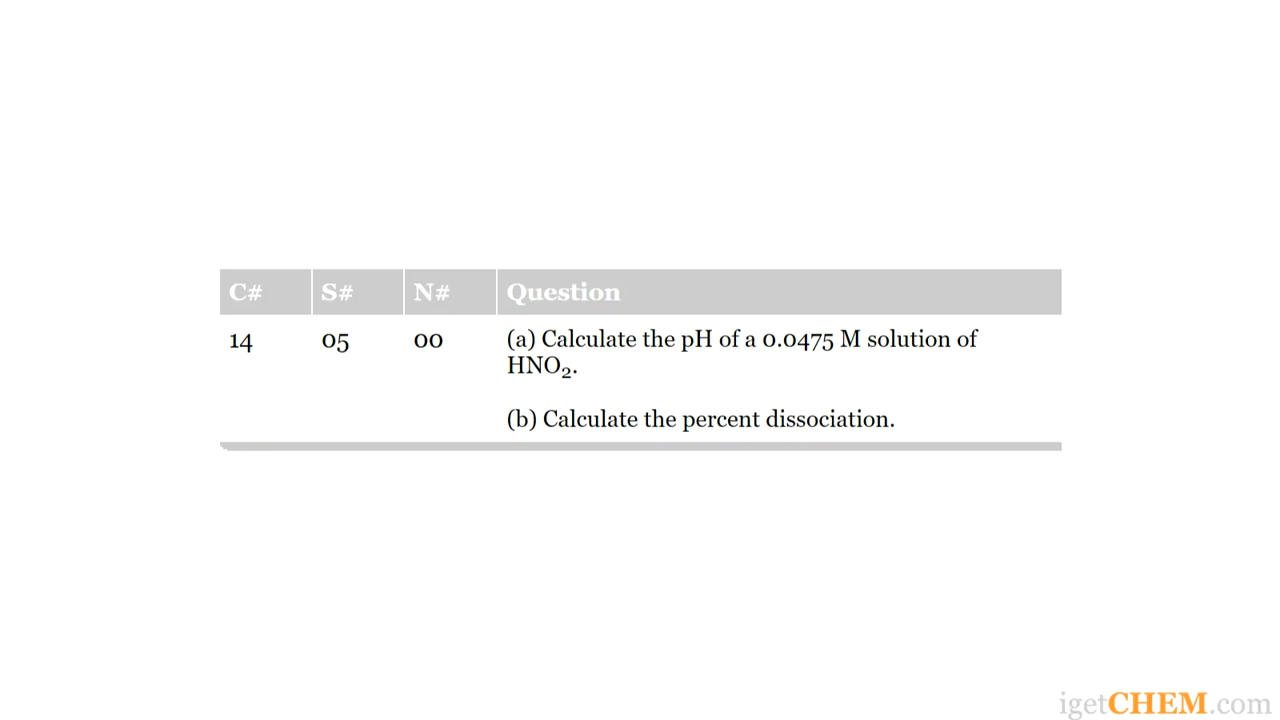 C# S# N# Question
14 05 00 (a) Calculate the pH of a 0.0475 M solution of
HNO₂.
(b) Calculate the percent dissociation.
igetCHEM.com